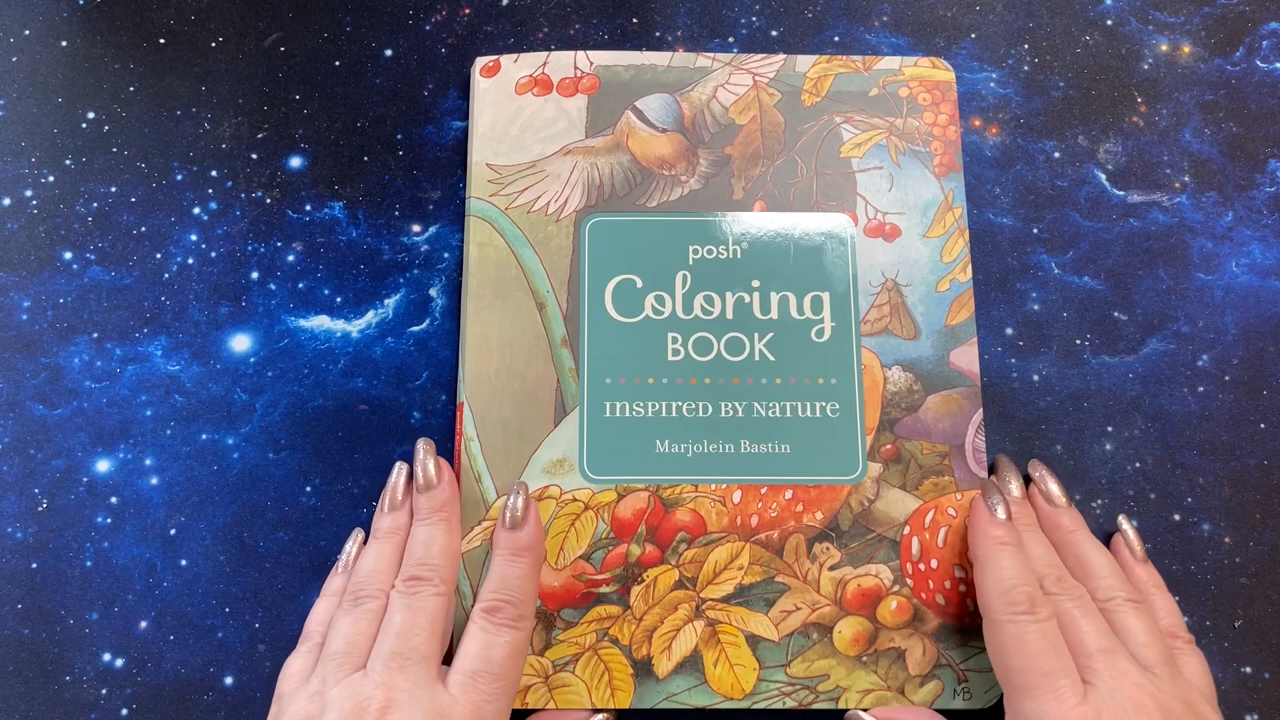 posh®
Coloring
BOOK
INSPIRED BY NATURE
Marjolein Bastin
MB